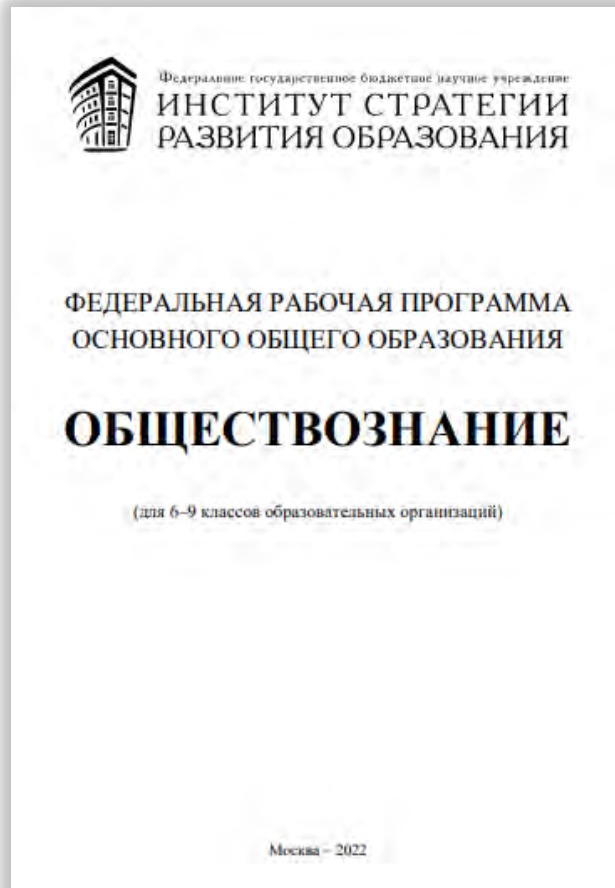 Федеральное государственное бюджетное научное учреждение
ИНСТИТУТ СТРАТЕГИИ
РАЗВИТИЯ ОБРАЗОВАНИЯ
ФЕДЕРАЛЬНАЯ РАБОЧАЯ ПРОГРАММА
ОСНОВНОГО ОБЩЕГО ОБРАЗОВАНИЯ
ОБЩЕСТВОЗНАНИЕ
(для 6–9 классов образовательных организаций)
Москва – 2022